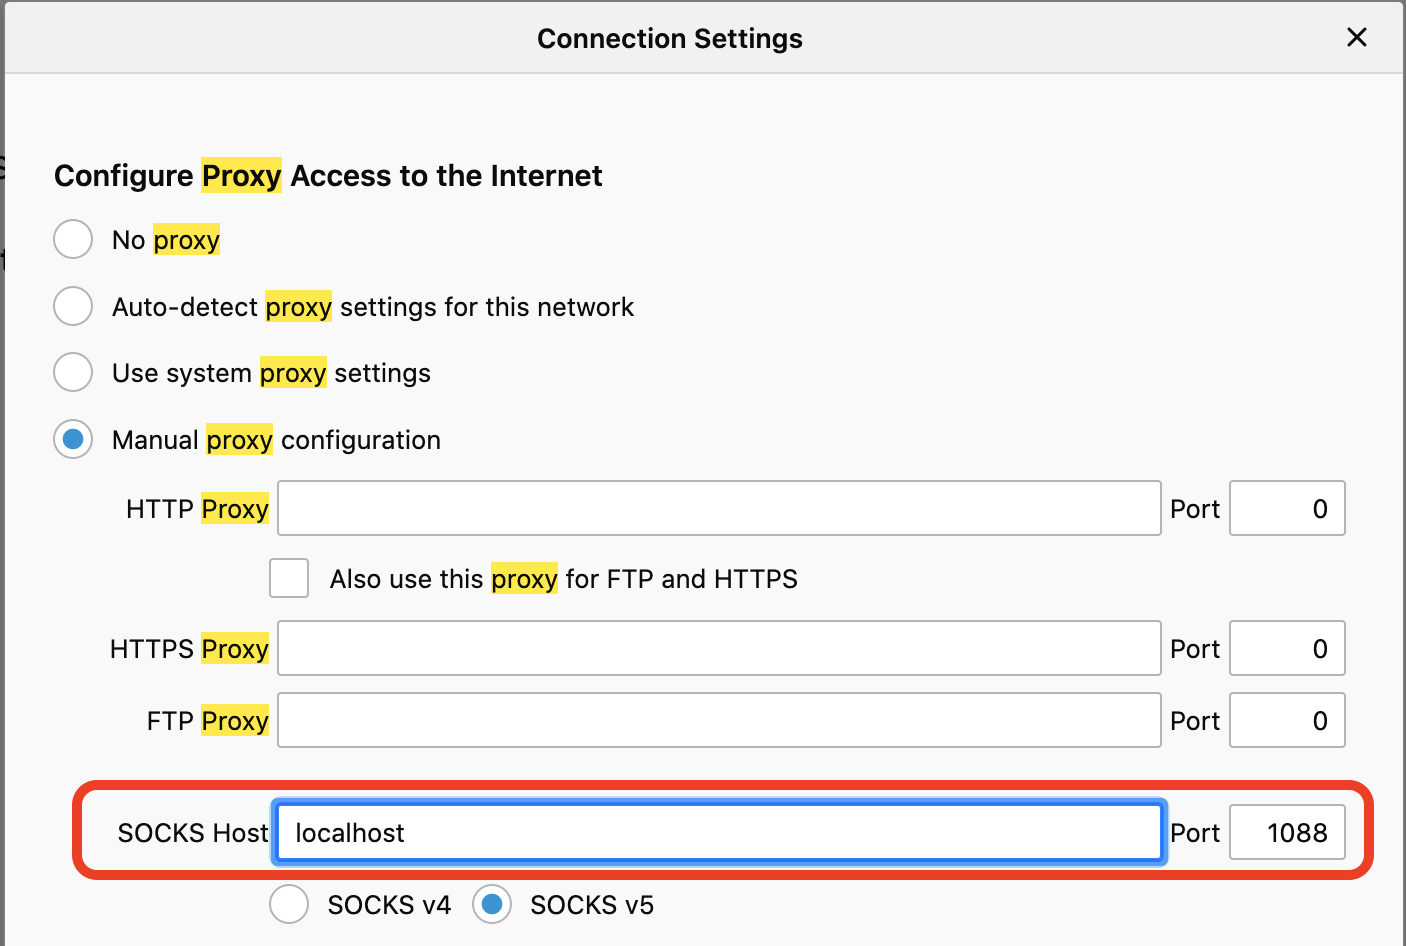 Connection Settings
Configure Proxy Access to the Internet
No proxy
Auto-detect proxy settings for this network
Use system proxy settings
Manual proxy configuration
HTTP Proxy Port 0
Also use this proxy for FTP and HTTPS
HTTPS Proxy Port 0
FTP Proxy Port 0
SOCKS Host localhost Port 1088
SOCKS v4 SOCKS v5